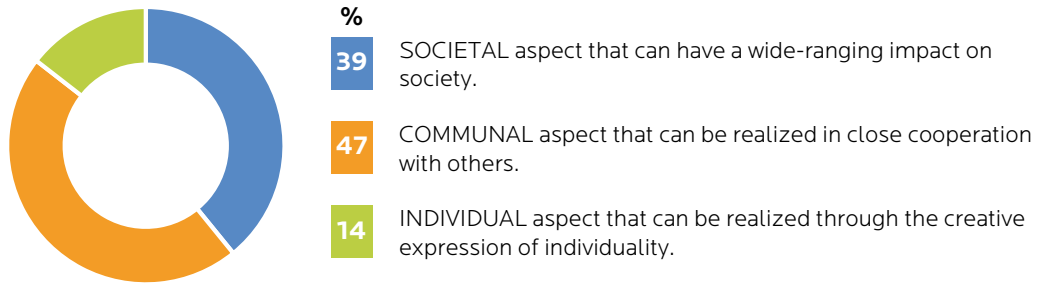 %
39
SOCIETAL aspect that can have a wide-ranging impact on
society.
47
COMMUNAL aspect that can be realized in close cooperation
with others.
14
INDIVIDUAL aspect that can be realized through the creative
expression of individuality.